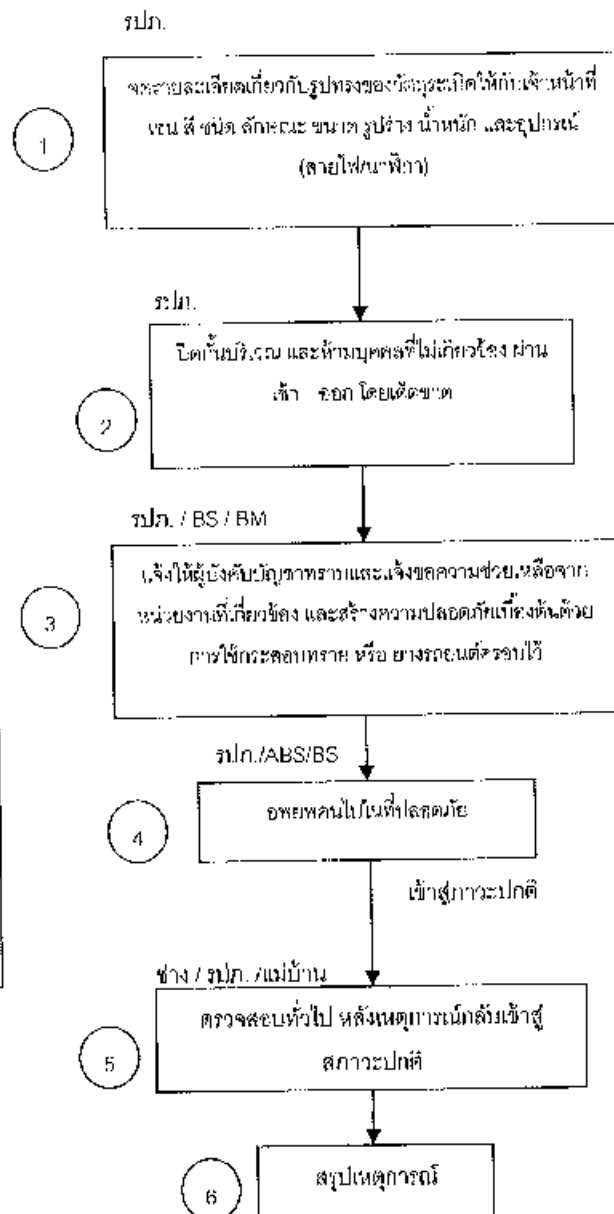 รปภ.
จดรายละเอียดเกี่ยวกับรูปทรงของวัตถุระเบิดให้กับเจ้าหน้าที่
เช่น สี ชนิด ลักษณะ ขนาด รูปร่าง น้ำหนัก และอุปกรณ์
(สายไฟ/นาฬิกา)
1
รปภ.
ปิดกั้นบริเวณ และห้ามบุคคลที่ไม่เกี่ยวข้อง ผ่าน
เข้า – ออก โดยเด็ดขาด
2
รปภ. / BS / BM
แจ้งให้ผู้บังคับบัญชาทราบและแจ้งขอความช่วยเหลือจาก
หน่วยงานที่เกี่ยวข้อง และสร้างความปลอดภัยเบื้องต้นด้วย
การใช้กระสอบทราย หรือ ยางรถยนต์ครอบไว้
3
รปภ./ABS/BS
อพยพคนไปในที่ปลอดภัย
4
เข้าสู่ภาวะปกติ
ช่าง / รปภ. /แม่บ้าน
ตรวจสอบทั่วไป หลังเหตุการณ์กลับเข้าสู่
สภาวะปกติ
5
สรุปเหตุการณ์
6